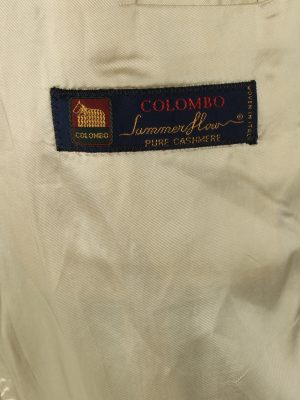 COLOMBO
COLOMBO
Summerflow®
PURE CASHMERE
WOVEN IN ITALY